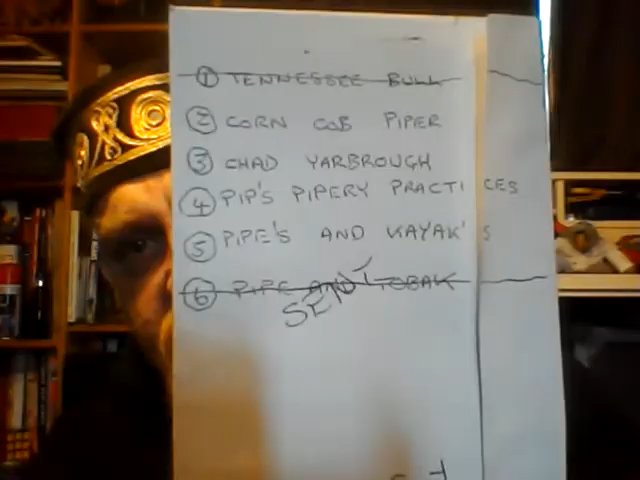 ① TENNESSEE BULL
② CORN COB PIPER
③ CHAD YARBROUGH
④ PIP'S PIPERY PRACTICES
⑤ PIPE'S AND KAYAK'S
⑥ PIPE AND TOBAK
SENT